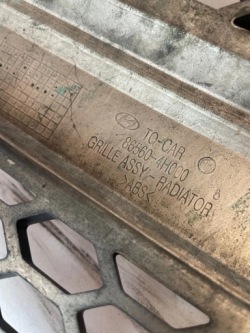 TO-CAR
86560-4H000
GRILLE ASSY-RADIATOR
>ABS<
B